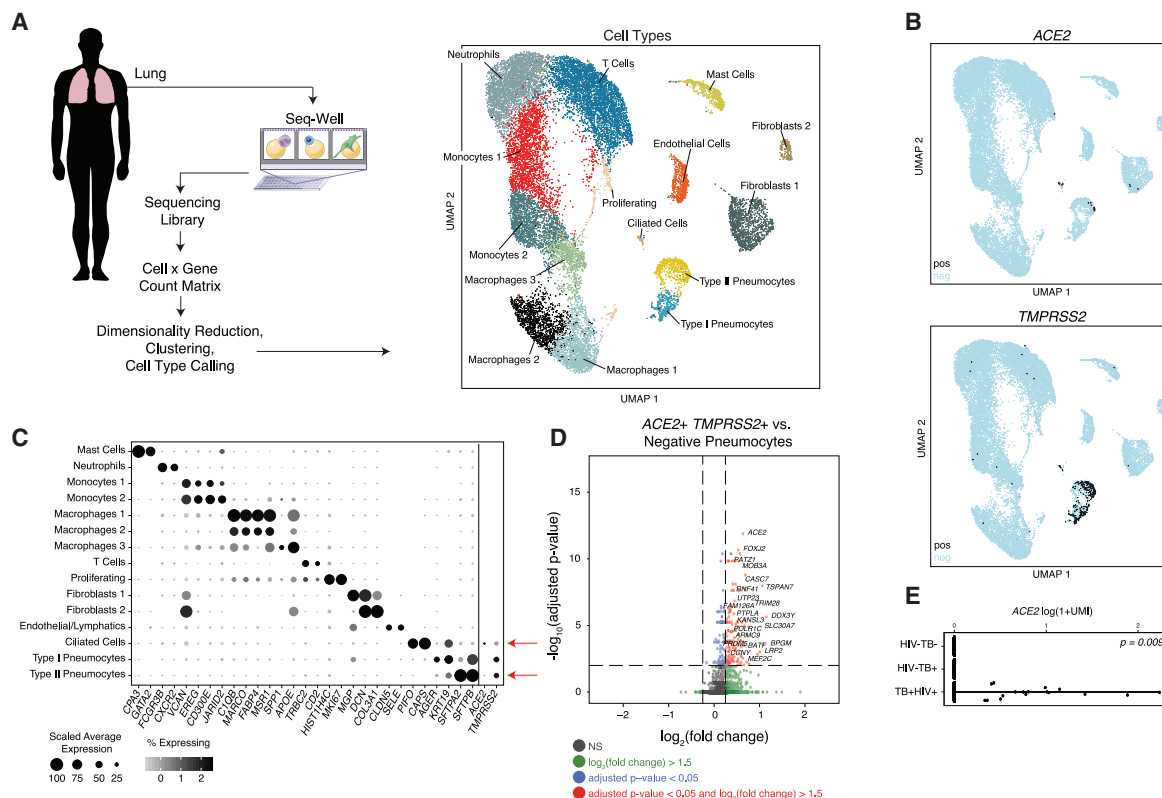 A
Lung
Seq-Well
Sequencing
Library
Cell x Gene
Count Matrix
Dimensionality Reduction,
Clustering,
Cell Type Calling
Cell Types
Neutrophils
T Cells
Mast Cells
Fibroblasts 2
Endothelial Cells
Monocytes 1
Fibroblasts 1
Proliferating
Ciliated Cells
Monocytes 2
Macrophages 3
Type II Pneumocytes
Type I Pneumocytes
Macrophages 2
Macrophages 1
UMAP 2
UMAP 1
B
ACE2
UMAP 2
pos
neg
UMAP 1
TMPRSS2
UMAP 2
pos
neg
UMAP 1
C
Mast Cells
Neutrophils
Monocytes 1
Monocytes 2
Macrophages 1
Macrophages 2
Macrophages 3
T Cells
Proliferating
Fibroblasts 1
Fibroblasts 2
Endothelial/Lymphatics
Ciliated Cells
Type I Pneumocytes
Type II Pneumocytes
CPA3
GATA2
FCGR3B
CXCR2
VCAN
EREG
CD300E
JARID2
C1QB
MARCO
FABP4
MSR1
SPP1
APOE
TRBC2
CD2
HIST1H4C
MKI67
MGP
DCN
COL3A1
CLDN5
SELE
PIFO
CAPS
AGER
KRT19
SFTPA2
SFTPB
ACE2
TMPRSS2
Scaled Average
Expression
100 75 50 25
% Expressing
0 1 2
D
ACE2+ TMPRSS2+ vs.
Negative Pneumocytes
-log10(adjusted p-value)
15
10
5
0
ACE2
FOXJ2
PATZ1
MOB3A
CASC7
TSPAN7
RNF41
UTP23
FAM126A
TRIM28
PTPLA
DDX3Y
KANSL3
SLC30A7
POLR1C
ARMC9
PRDM5
BATF
BPGM
CCNY
LRP2
MEF2C
-2 -1 0 1 2
log2(fold change)
NS
log2(fold change) > 1.5
adjusted p-value < 0.05
adjusted p-value < 0.05 and log2(fold change) > 1.5
E
ACE2 log(1+UMI)
0 1 2
p = 0.009
HIV-TB-
HIV-TB+
TB+HIV+